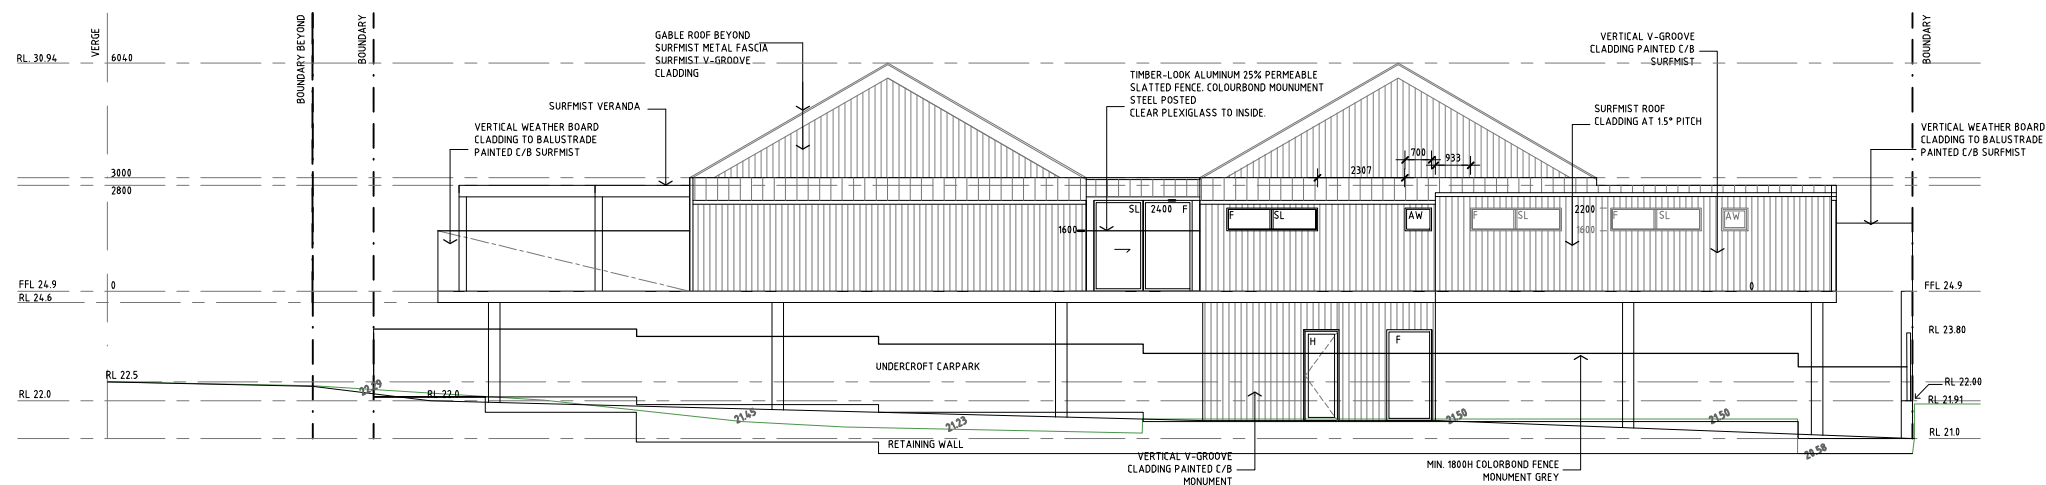 VERGE
BOUNDARY BEYOND
BOUNDARY
BOUNDARY
RL. 30.94
6040
GABLE ROOF BEYOND
SURFMIST METAL FASCIA
SURFMIST V-GROOVE
CLADDING
VERTICAL V-GROOVE
CLADDING PAINTED C/B
SURFMIST
TIMBER-LOOK ALUMINUM 25% PERMEABLE
SLATTED FENCE. COLOURBOND MOUNUMENT
STEEL POSTED
CLEAR PLEXIGLASS TO INSIDE.
SURFMIST VERANDA
SURFMIST ROOF
CLADDING AT 1.5° PITCH
VERTICAL WEATHER BOARD
CLADDING TO BALUSTRADE
PAINTED C/B SURFMIST
VERTICAL WEATHER BOARD
CLADDING TO BALUSTRADE
PAINTED C/B SURFMIST
700
933
2307
3000
2800
SL
2400
F
F
SL
AW
F
SL
2200
1600
F
SL
AW
1600
FFL 24.9
0
0
FFL 24.9
RL 24.6
RL 23.80
H
F
UNDERCROFT CARPARK
RL 22.5
22.29
RL 22.0
RL 22.00
RL 22.0
RL 21.91
21.45
21.23
21.50
21.50
RL 21.0
RETAINING WALL
20.58
VERTICAL V-GROOVE
CLADDING PAINTED C/B
MONUMENT
MIN. 1800H COLORBOND FENCE
MONUMENT GREY